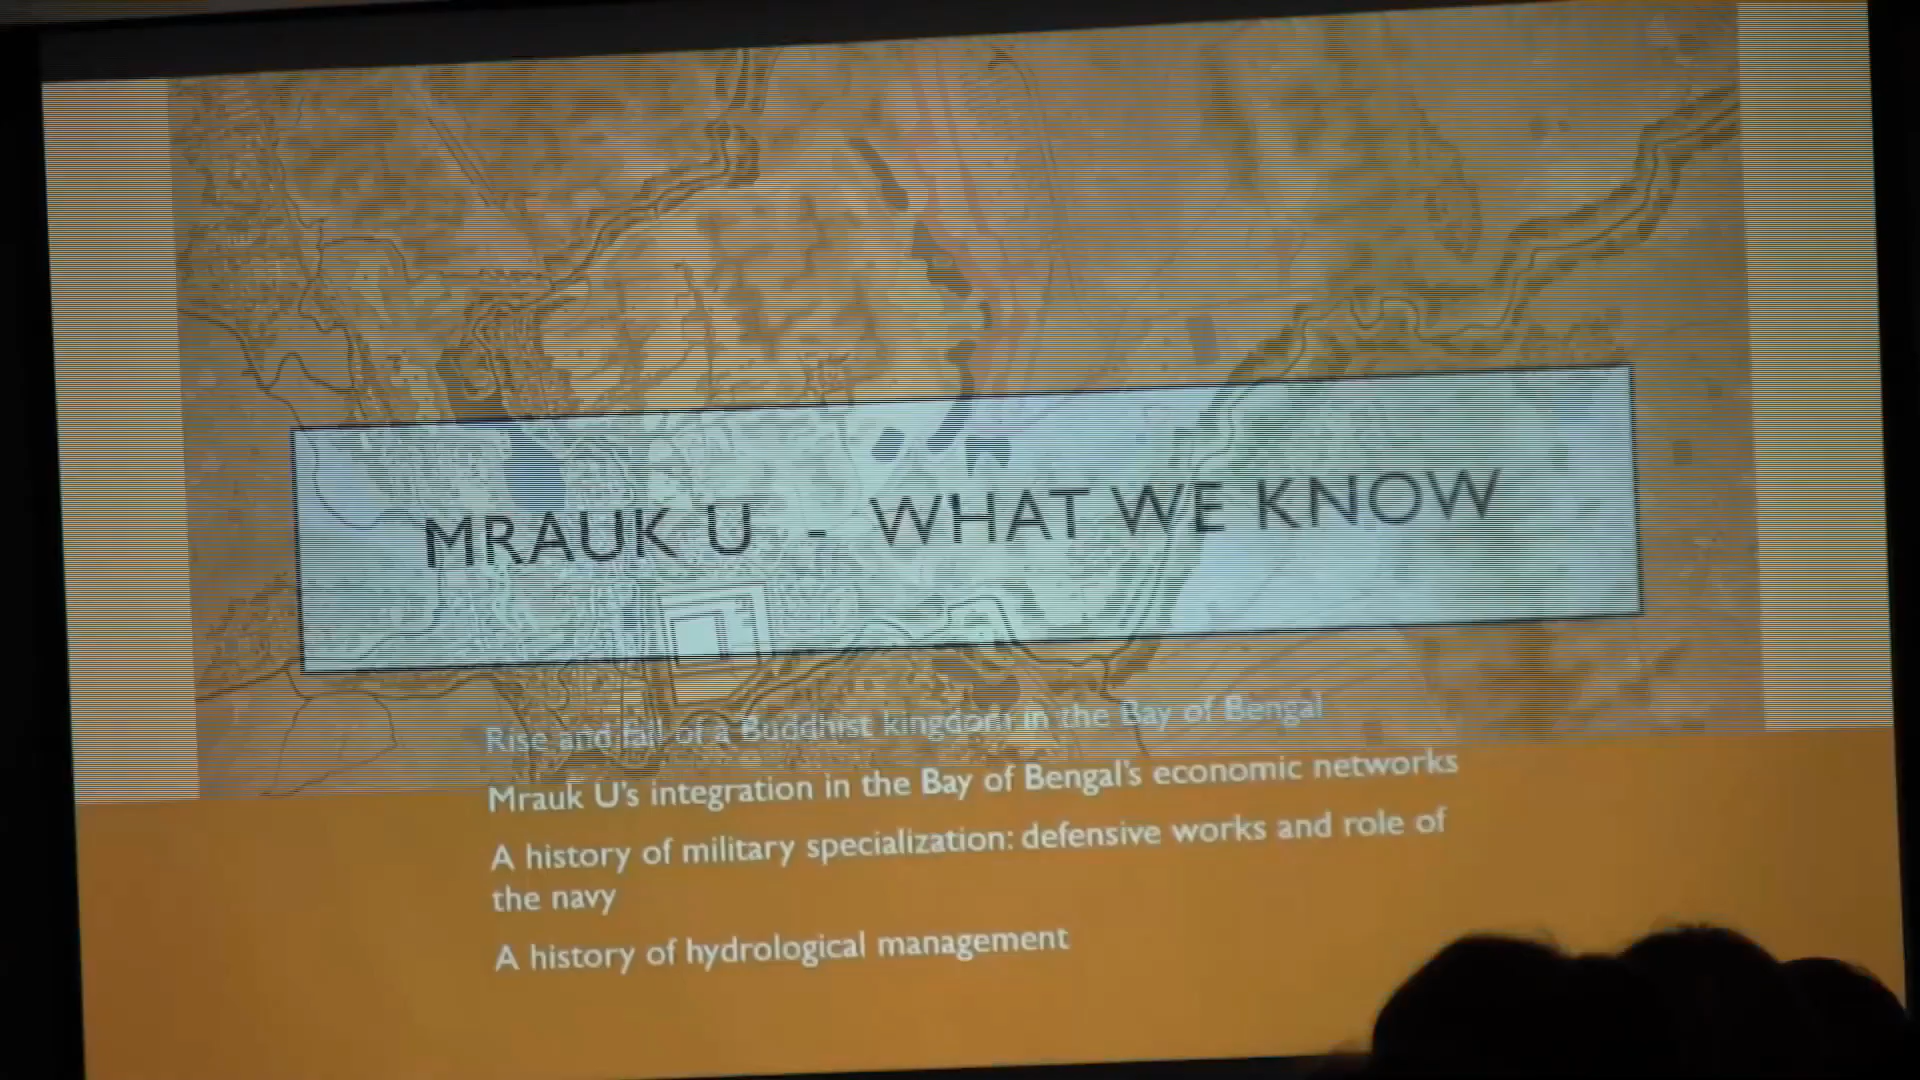 MRAUK U - WHAT WE KNOW
Rise and fall of a Buddhist kingdom in the Bay of Bengal
Mrauk U's integration in the Bay of Bengal's economic networks
A history of military specialization: defensive works and role of
the navy
A history of hydrological management